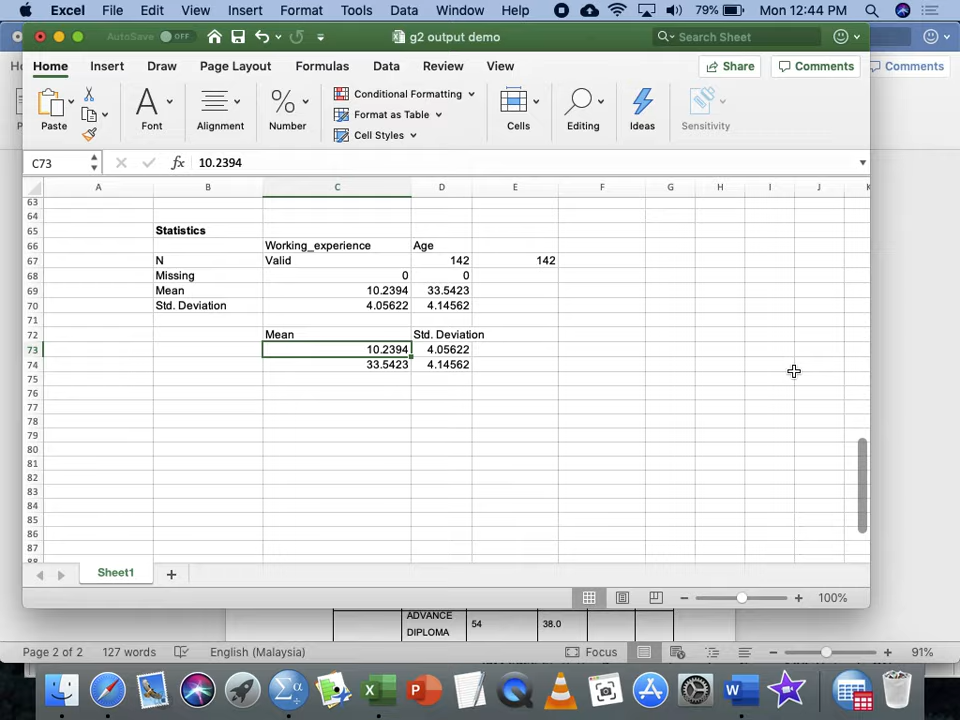 Excel File Edit View Insert Format Tools Data Window Help 79% Mon 12:44 PM
AutoSave OFF g2 output demo Search Sheet
Home Insert Draw Page Layout Formulas Data Review View Share Comments Comments
Paste Font Alignment % Number Conditional Formatting Format as Table Cell Styles Cells Editing Ideas Sensitivity
C73 fx 10.2394
A B C D E F G H I J K
63
64
65 Statistics
66 Working_experience Age
67 N Valid 142 142
68 Missing 0 0
69 Mean 10.2394 33.5423
70 Std. Deviation 4.05622 4.14562
71
72 Mean Std. Deviation
73 10.2394 4.05622
74 33.5423 4.14562
75
76
77
78
79
80
81
82
83
84
85
86
87
88
Sheet1
100%
ADVANCE
DIPLOMA 54 38.0
Page 2 of 2 127 words English (Malaysia) Focus 91%